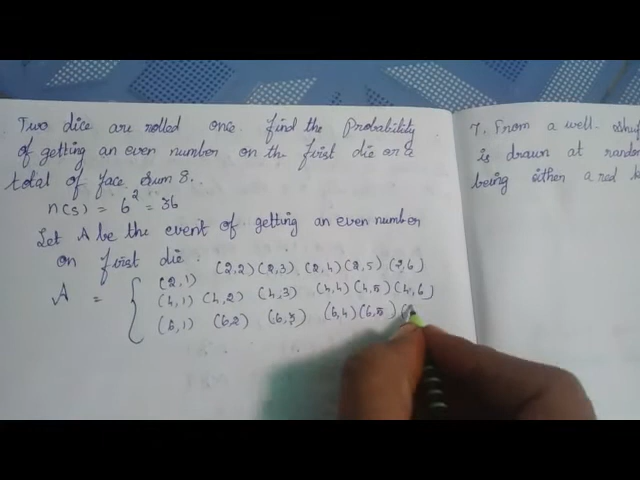 Two dice are rolled once. find the Probability
of getting an even number on the first die or a
total of face sum 8.
n(s) = 6² = 36
Let A be the event of getting an even number
on first die.
A = { (2,1) (2,2) (2,3) (2,4) (2,5) (2,6)
(4,1) (4,2) (4,3) (4,4) (4,5) (4,6)
(6,1) (6,2) (6,3) (6,4) (6,5) (
7. From a well-
is drawn at random
being either a red